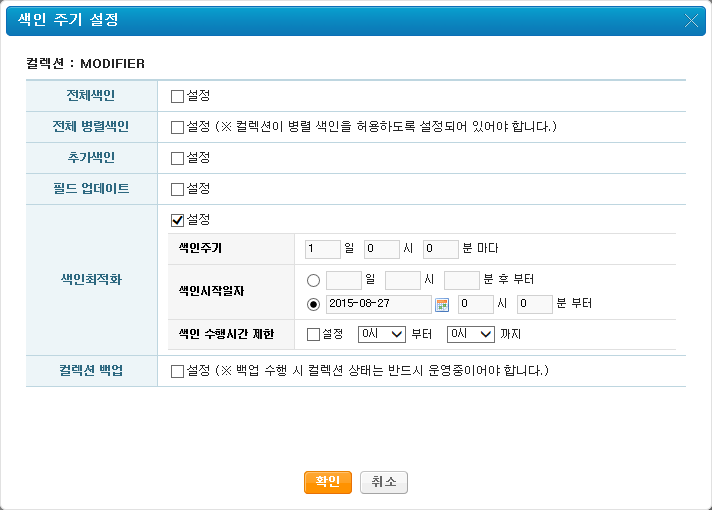 색인 주기 설정
컬렉션 : MODIFIER
전체색인 설정
전체 병렬색인 설정 (※ 컬렉션이 병렬 색인을 허용하도록 설정되어 있어야 합니다.)
추가색인 설정
필드 업데이트 설정
색인최적화 설정
색인주기 1 일 0 시 0 분 마다
색인시작일자 일 시 분 후 부터
2015-08-27 0 시 0 분 부터
색인 수행시간 제한 설정 0시 부터 0시 까지
컬렉션 백업 설정 (※ 백업 수행 시 컬렉션 상태는 반드시 운영중이어야 합니다.)
확인 취소